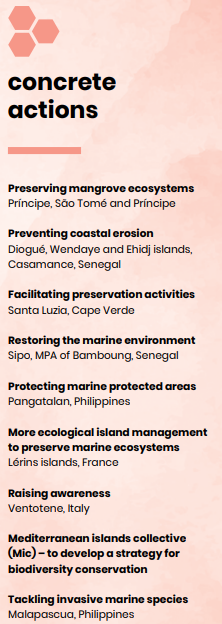 concrete
actions
Preserving mangrove ecosystems
Príncipe, São Tomé and Príncipe
Preventing coastal erosion
Diogué, Wendaye and Ehidj islands,
Casamance, Senegal
Facilitating preservation activities
Santa Luzia, Cape Verde
Restoring the marine environment
Sipo, MPA of Bamboung, Senegal
Protecting marine protected areas
Pangatalan, Philippines
More ecological island management
to preserve marine ecosystems
Lérins islands, France
Raising awareness
Ventotene, Italy
Mediterranean islands collective
(Mic) – to develop a strategy for
biodiversity conservation
Tackling invasive marine species
Malapascua, Philippines